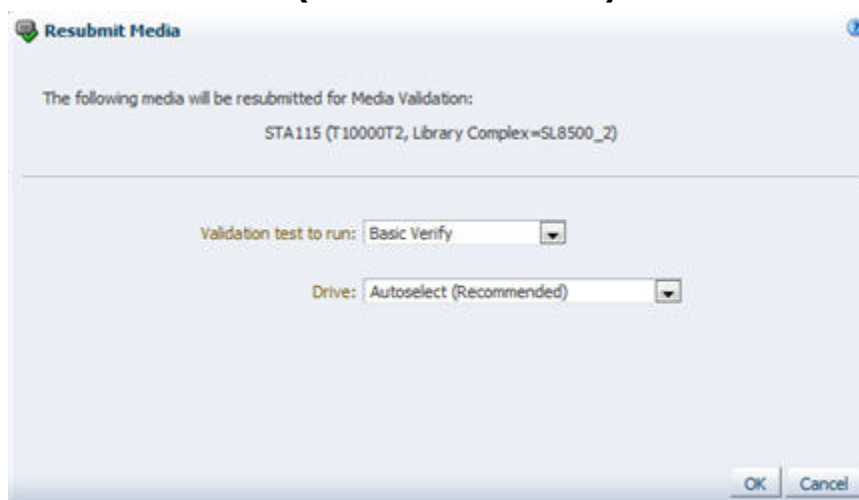 Resubmit Media
The following media will be resubmitted for Media Validation:
STA115 (T10000T2, Library Complex=SL8500_2)
Validation test to run: Basic Verify
Drive: Autoselect (Recommended)
OK Cancel